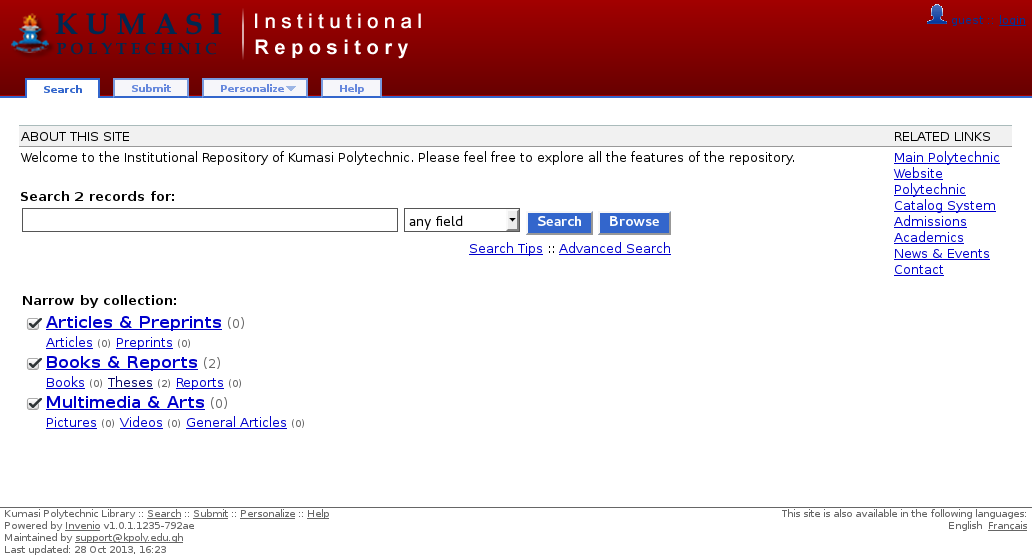 KUMASI POLYTECHNIC
Institutional Repository
guest :: login
Search
Submit
Personalize
Help
ABOUT THIS SITE
Welcome to the Institutional Repository of Kumasi Polytechnic. Please feel free to explore all the features of the repository.
Search 2 records for:
any field
Search
Browse
Search Tips :: Advanced Search
Narrow by collection:
Articles & Preprints (0)
Articles (0) Preprints (0)
Books & Reports (2)
Books (0) Theses (2) Reports (0)
Multimedia & Arts (0)
Pictures (0) Videos (0) General Articles (0)
RELATED LINKS
Main Polytechnic
Website
Polytechnic
Catalog System
Admissions
Academics
News & Events
Contact
Kumasi Polytechnic Library :: Search :: Submit :: Personalize :: Help
Powered by Invenio v1.0.1.1235-792ae
Maintained by support@kpoly.edu.gh
Last updated: 28 Oct 2013, 16:23
This site is also available in the following languages:
English Français